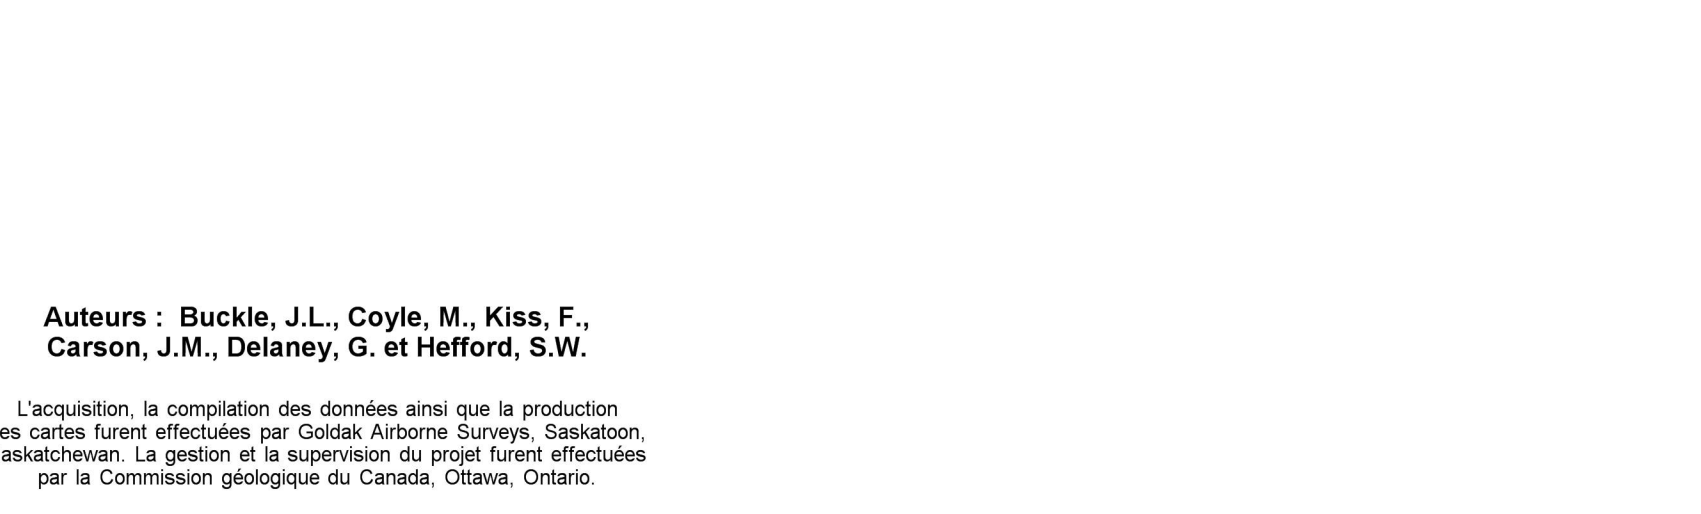 Auteurs : Buckle, J.L., Coyle, M., Kiss, F.,
Carson, J.M., Delaney, G. et Hefford, S.W.
L'acquisition, la compilation des données ainsi que la production
es cartes furent effectuées par Goldak Airborne Surveys, Saskatoon,
askatchewan. La gestion et la supervision du projet furent effectuées
par la Commission géologique du Canada, Ottawa, Ontario.